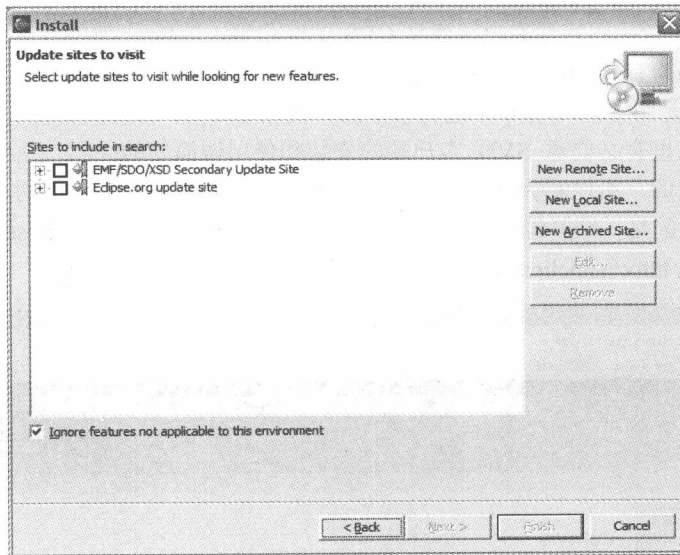 Install
Update sites to visit
Select update sites to visit while looking for new features.
Sites to include in search:
EMF/SDO/XSD Secondary Update Site
Eclipse.org update site
New Remote Site...
New Local Site...
New Archived Site...
Edit...
Remove
Ignore features not applicable to this environment
< Back
Next >
Finish
Cancel